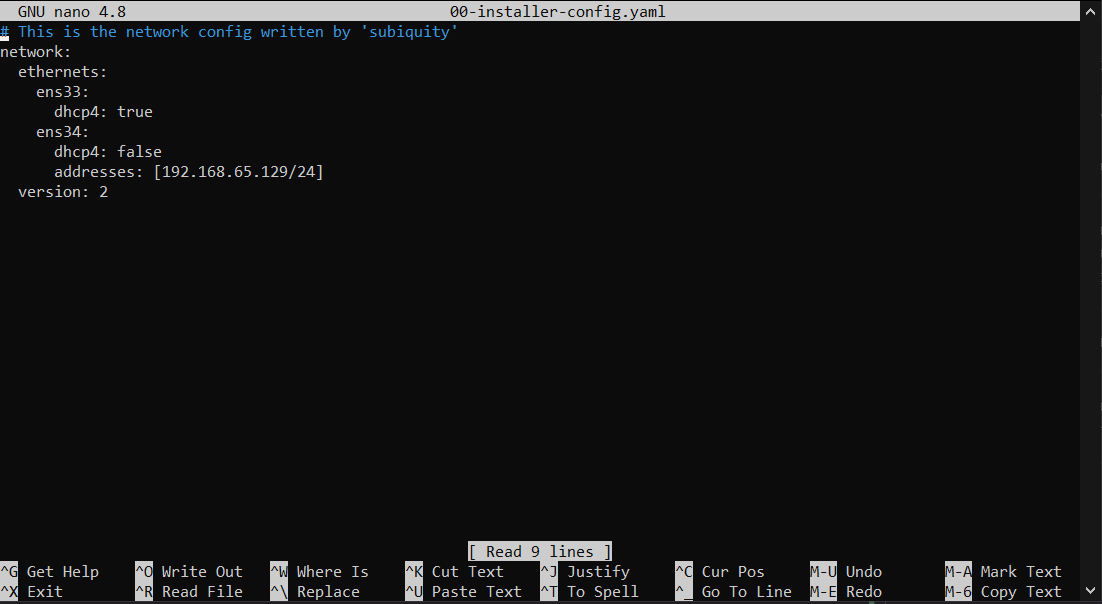 GNU nano 4.8 00-installer-config.yaml
# This is the network config written by 'subiquity'
network:
  ethernets:
    ens33:
      dhcp4: true
    ens34:
      dhcp4: false
      addresses: [192.168.65.129/24]
  version: 2
[ Read 9 lines ]
^G Get Help ^O Write Out ^W Where Is ^K Cut Text ^J Justify ^C Cur Pos M-U Undo M-A Mark Text
^X Exit ^R Read File ^\ Replace ^U Paste Text ^T To Spell ^_ Go To Line M-E Redo M-6 Copy Text